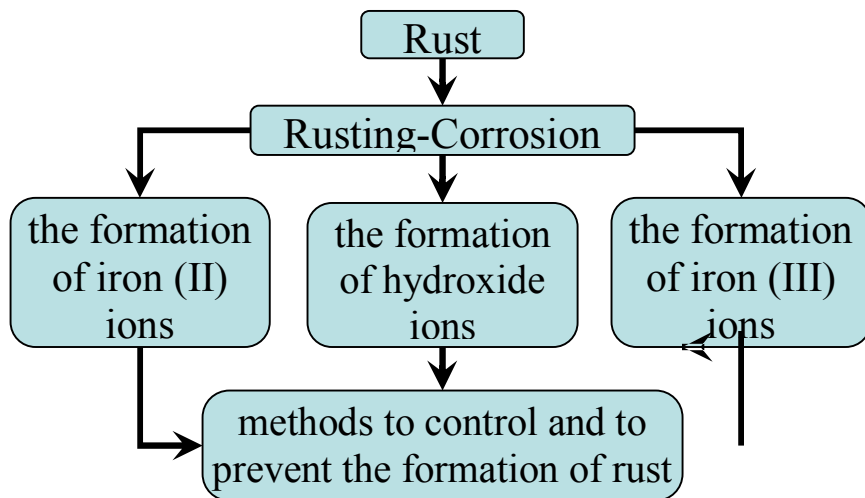 Rust
Rusting-Corrosion
the formation
of iron (II)
ions
the formation
of hydroxide
ions
the formation
of iron (III)
ions
methods to control and to
prevent the formation of rust